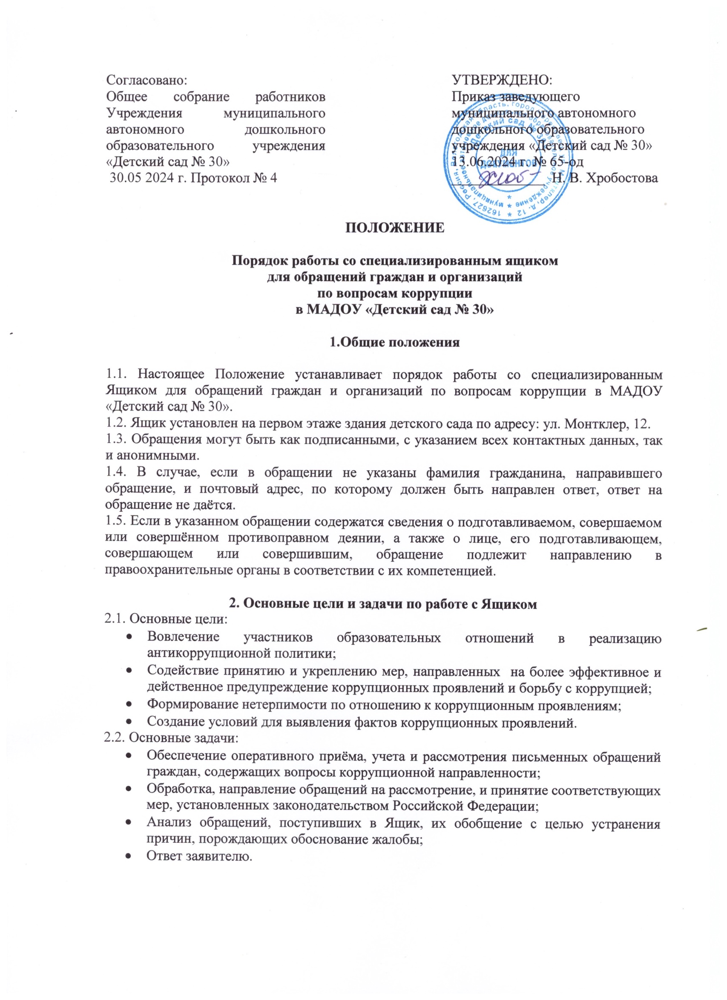 Согласовано:
Общее собрание работников
Учреждения муниципального
автономного дошкольного
образовательного учреждения
«Детский сад № 30»
30.05 2024 г. Протокол № 4
УТВЕРЖДЕНО:
Приказ заведующего
муниципального автономного
дошкольного образовательного
учреждения «Детский сад № 30»
13.06.2024 г. № 65-од
Н. В. Хробостова
для
документов
ПОЛОЖЕНИЕ
Порядок работы со специализированным ящиком
для обращений граждан и организаций
по вопросам коррупции
в МАДОУ «Детский сад № 30»
1.Общие положения
1.1. Настоящее Положение устанавливает порядок работы со специализированным
Ящиком для обращений граждан и организаций по вопросам коррупции в МАДОУ
«Детский сад № 30».
1.2. Ящик установлен на первом этаже здания детского сада по адресу: ул. Монтклер, 12.
1.3. Обращения могут быть как подписанными, с указанием всех контактных данных, так
и анонимными.
1.4. В случае, если в обращении не указаны фамилия гражданина, направившего
обращение, и почтовый адрес, по которому должен быть направлен ответ, ответ на
обращение не даётся.
1.5. Если в указанном обращении содержатся сведения о подготавливаемом, совершаемом
или совершённом противоправном деянии, а также о лице, его подготавливающем,
совершающем или совершившим, обращение подлежит направлению в
правоохранительные органы в соответствии с их компетенцией.
2. Основные цели и задачи по работе с Ящиком
2.1. Основные цели:
• Вовлечение участников образовательных отношений в реализацию
антикоррупционной политики;
• Содействие принятию и укреплению мер, направленных на более эффективное и
действенное предупреждение коррупционных проявлений и борьбу с коррупцией;
• Формирование нетерпимости по отношению к коррупционным проявлениям;
• Создание условий для выявления фактов коррупционных проявлений.
2.2. Основные задачи:
• Обеспечение оперативного приёма, учета и рассмотрения письменных обращений
граждан, содержащих вопросы коррупционной направленности;
• Обработка, направление обращений на рассмотрение, и принятие соответствующих
мер, установленных законодательством Российской Федерации;
• Анализ обращений, поступивших в Ящик, их обобщение с целью устранения
причин, порождающих обоснование жалобы;
• Ответ заявителю.